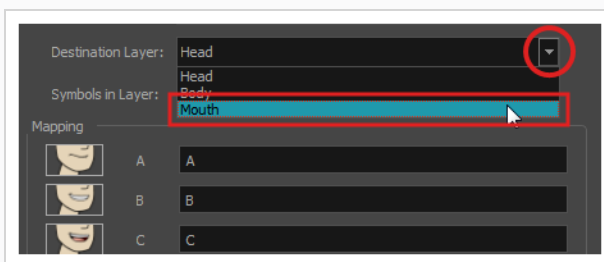 Destination Layer: Head
Head
Symbols in Layer: Body
Mouth
Mapping
A A
B B
C C